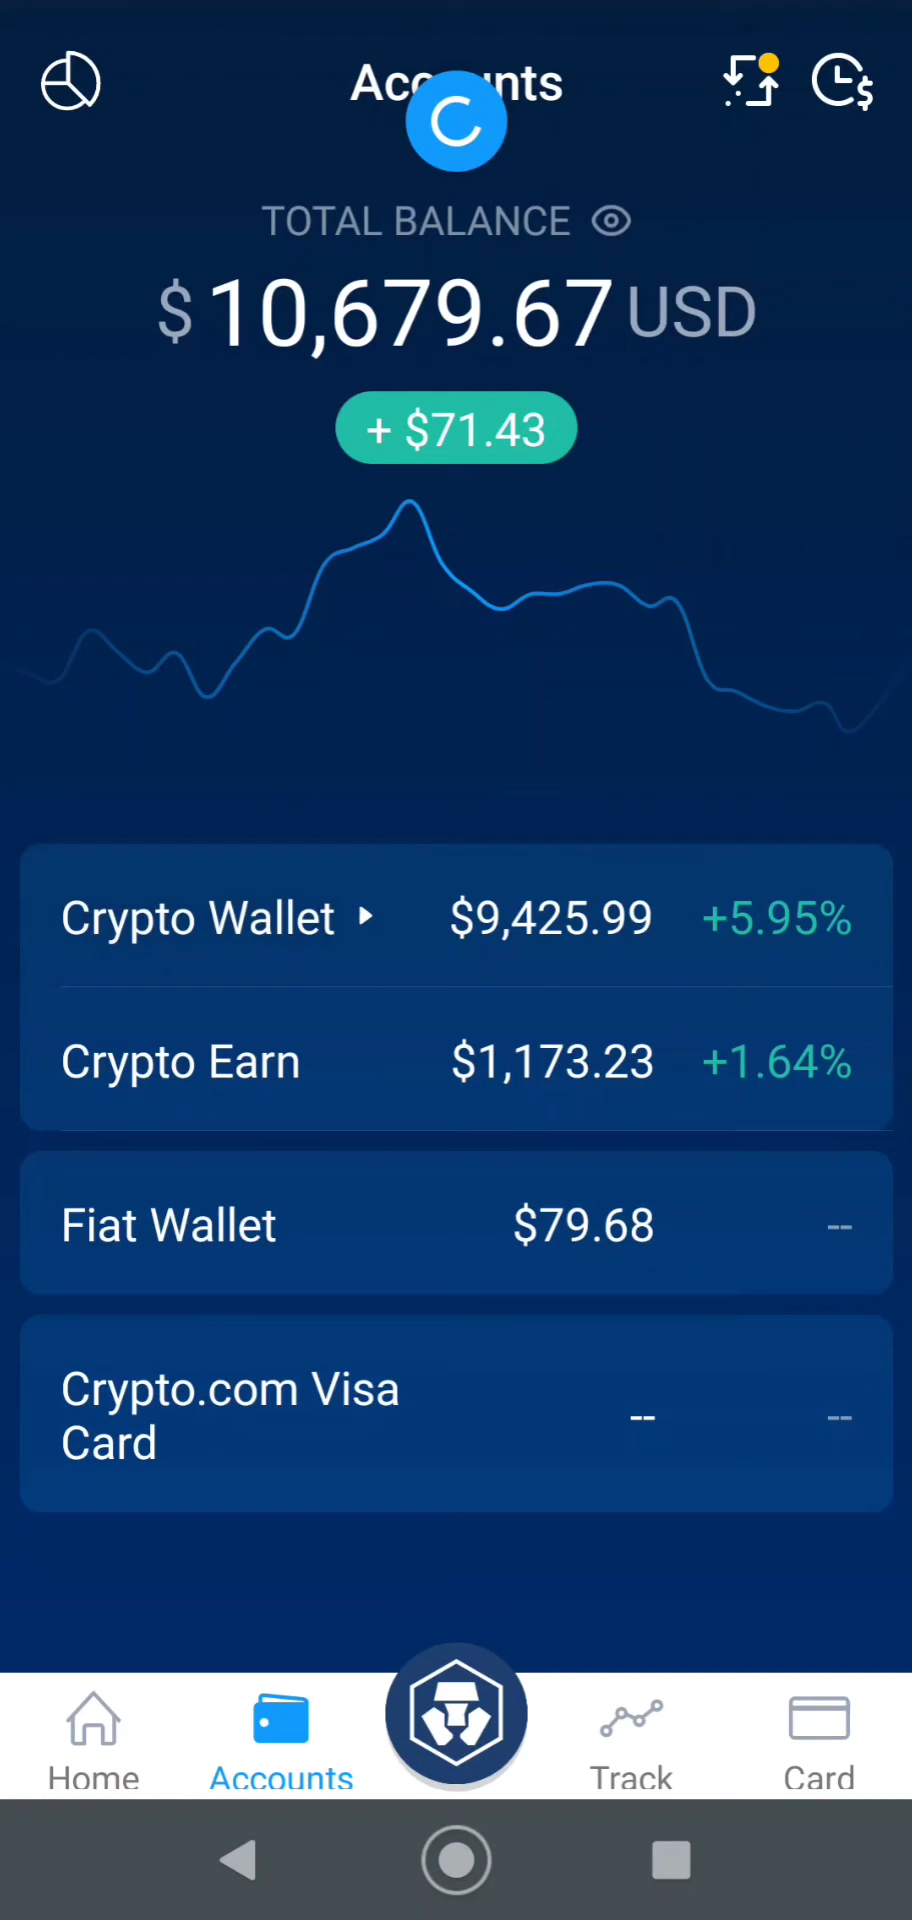 Accounts
TOTAL BALANCE
$ 10,679.67 USD
+ $71.43
Crypto Wallet $9,425.99 +5.95%
Crypto Earn $1,173.23 +1.64%
Fiat Wallet $79.68 --
Crypto.com Visa
Card -- --
Home Accounts Track Card